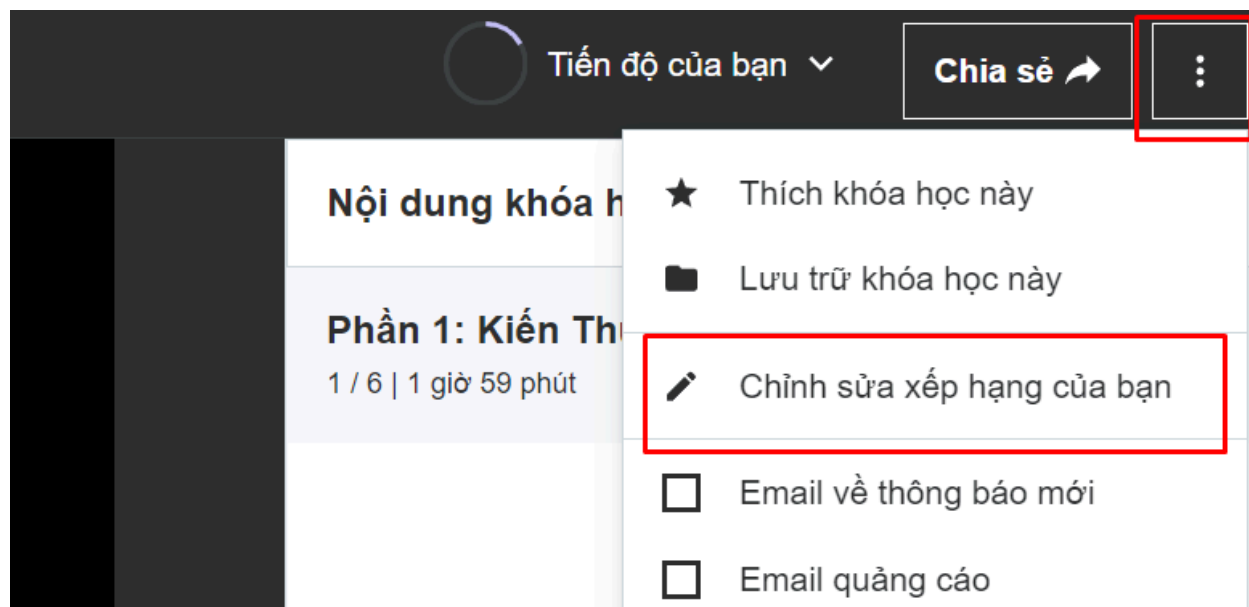 Tiến độ của bạn
Chia sẻ
Nội dung khóa h
Thích khóa học này
Lưu trữ khóa học này
Phần 1: Kiến Th
1 / 6 | 1 giờ 59 phút
Chỉnh sửa xếp hạng của bạn
Email về thông báo mới
Email quảng cáo